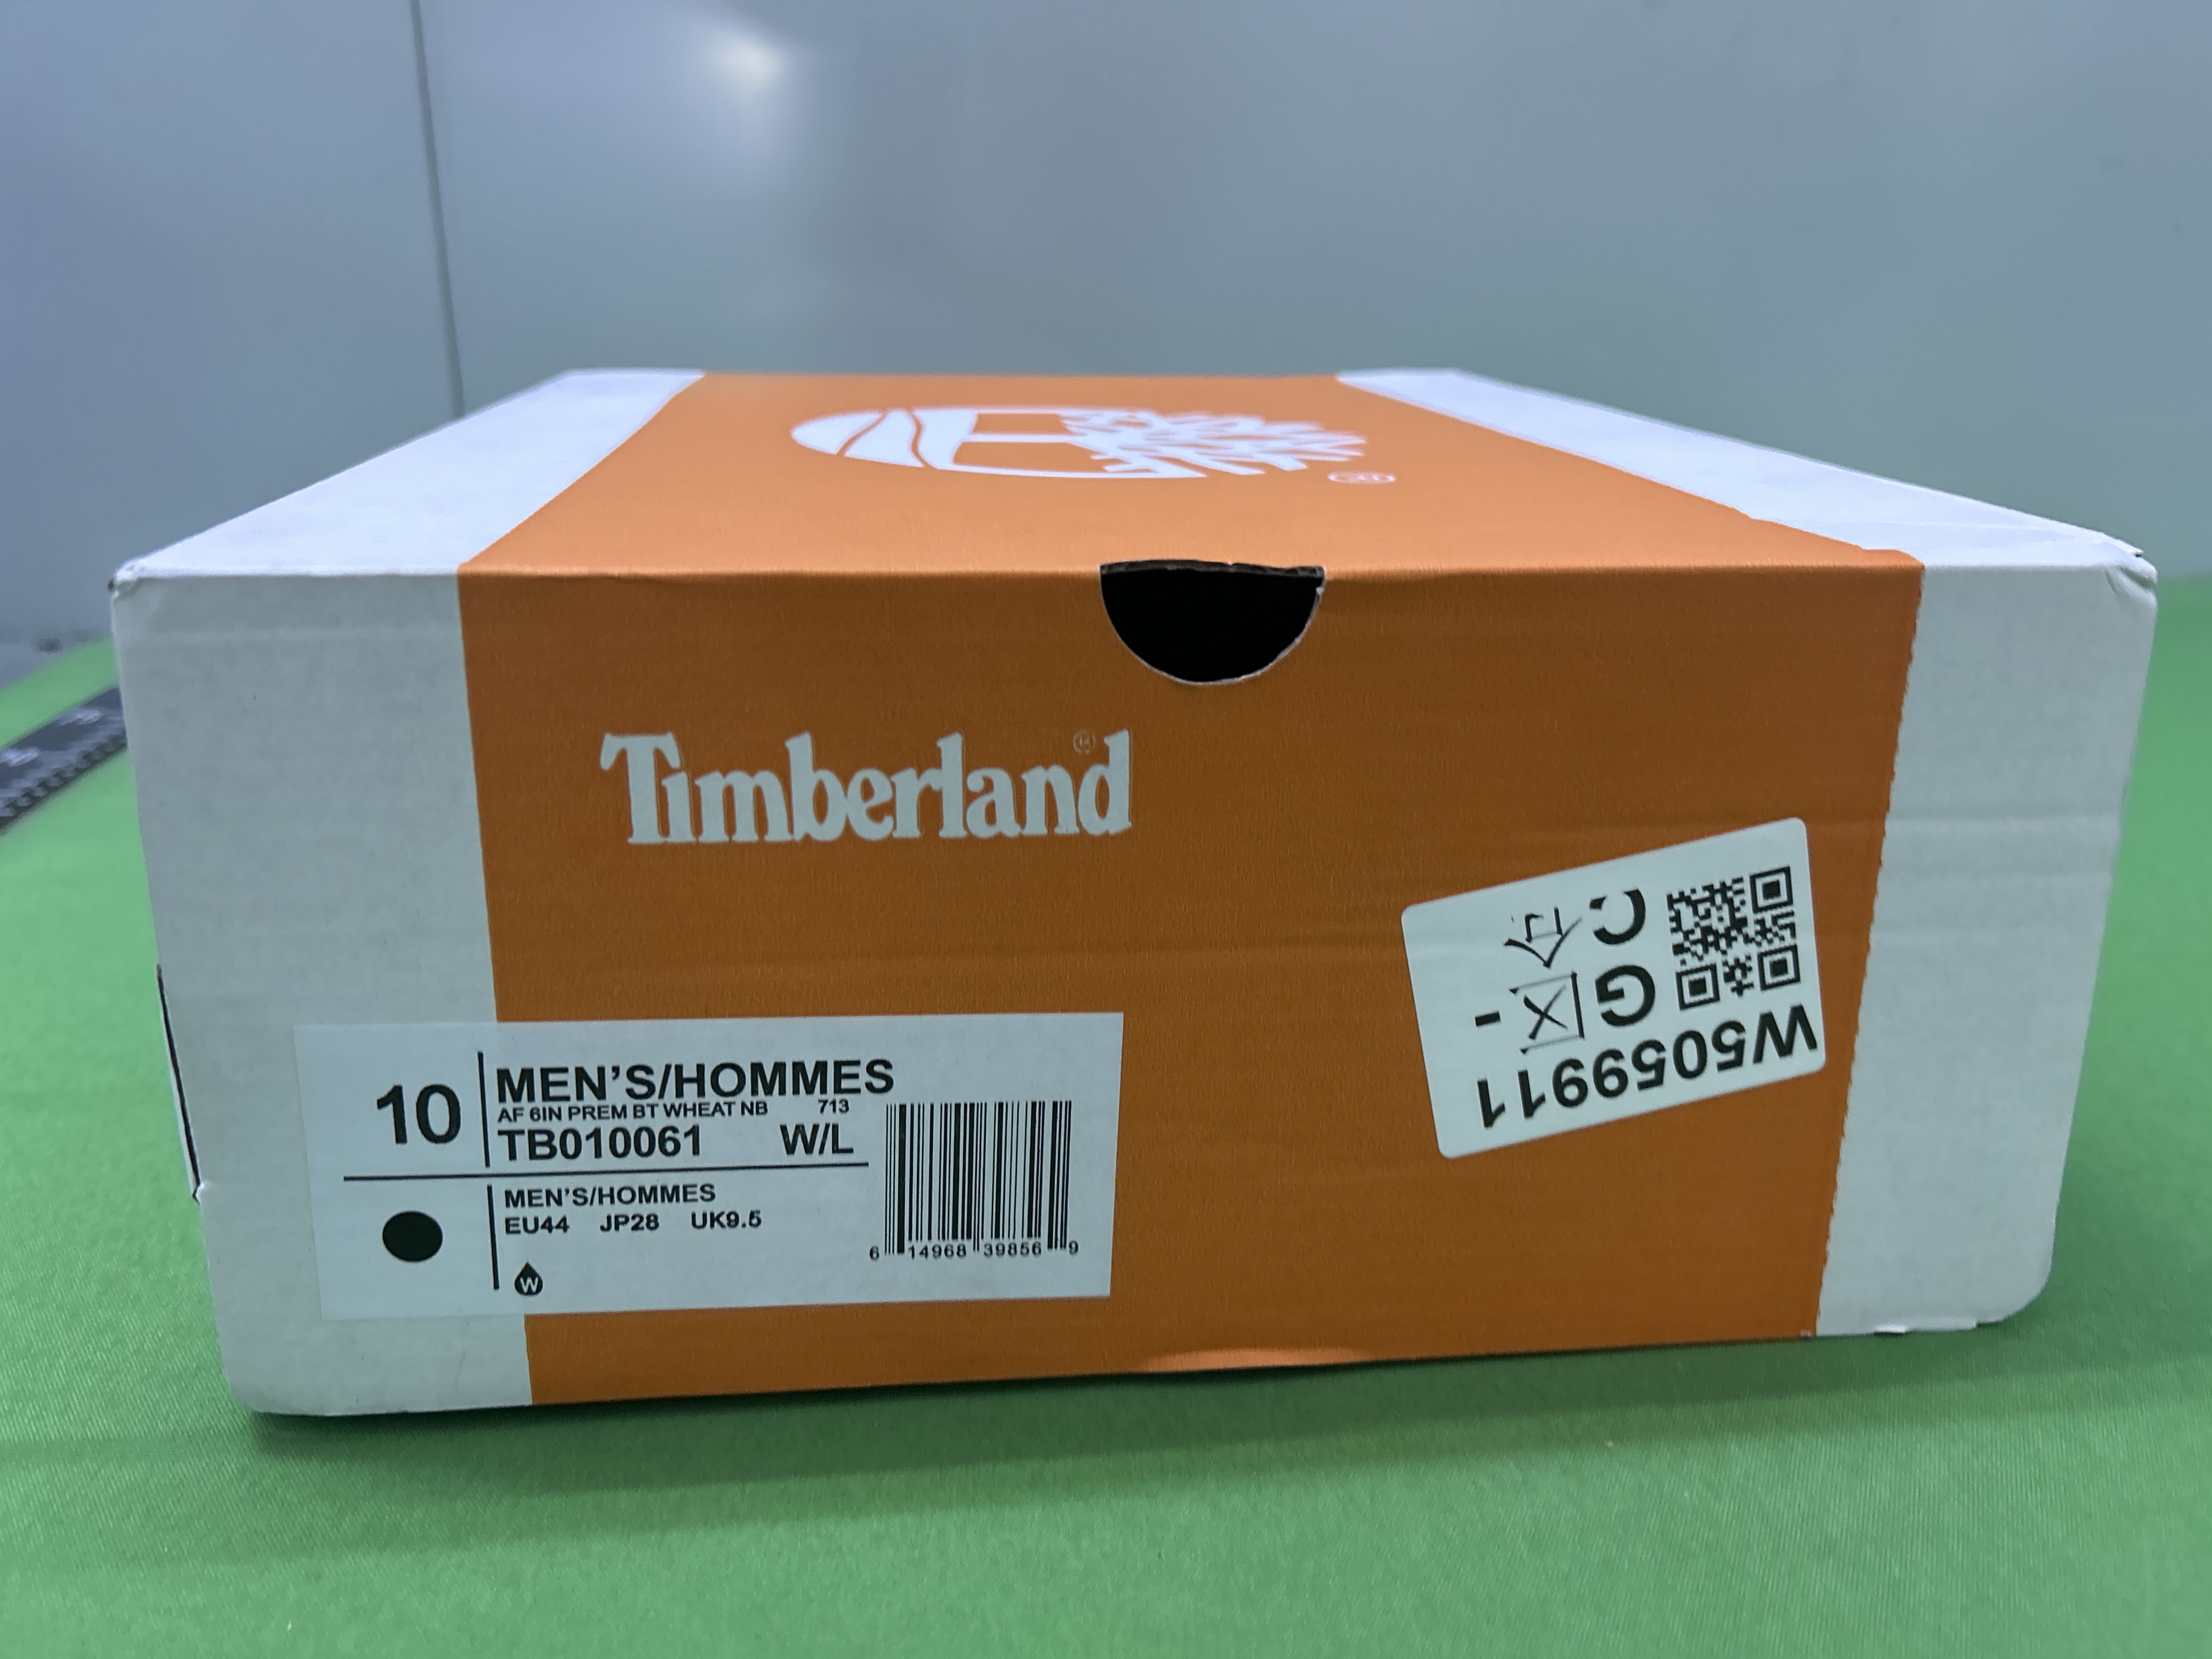 ®
Timberland®
10
MEN'S/HOMMES
AF 6IN PREM BT WHEAT NB 713
TB010061 W/L
MEN'S/HOMMES
EU44 JP28 UK9.5
W
6 14968 39856 9
W5059911
G
C
-